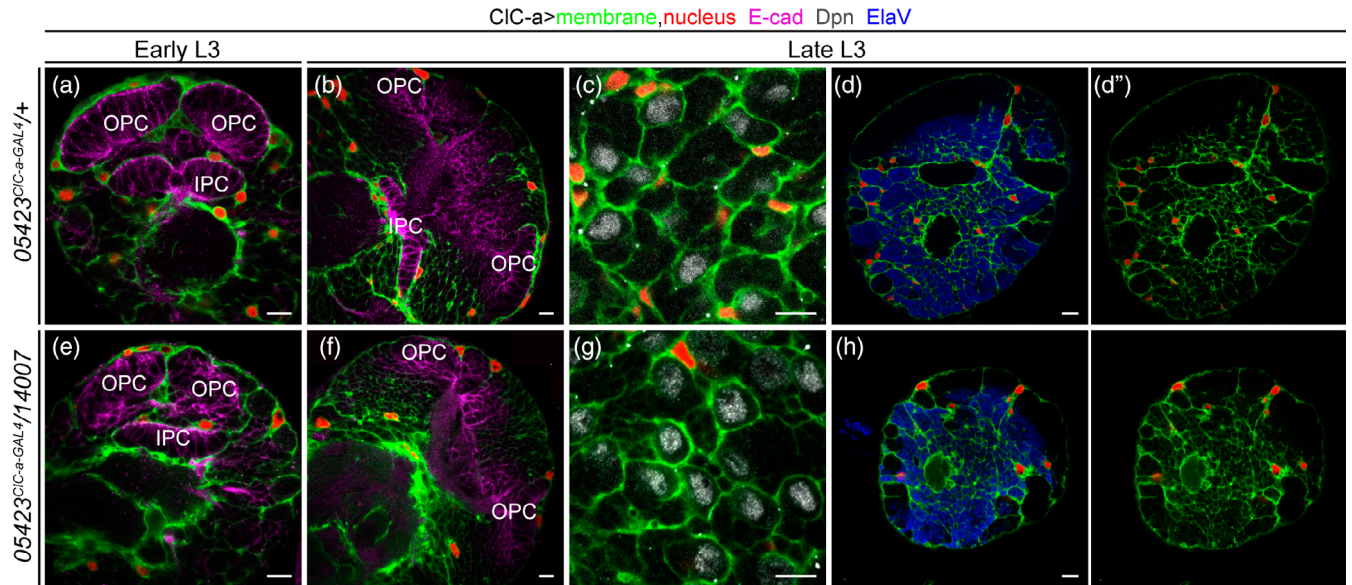 ClC-a>membrane,nucleus E-cad Dpn ElaV
Early L3
Late L3
05423ClC-a-GAL4/+
(a)
OPC
OPC
IPC
(b)
OPC
IPC
OPC
(c)
(d)
(d”)
05423ClC-a-GAL4/14007
(e)
OPC
OPC
IPC
(f)
OPC
OPC
(g)
(h)